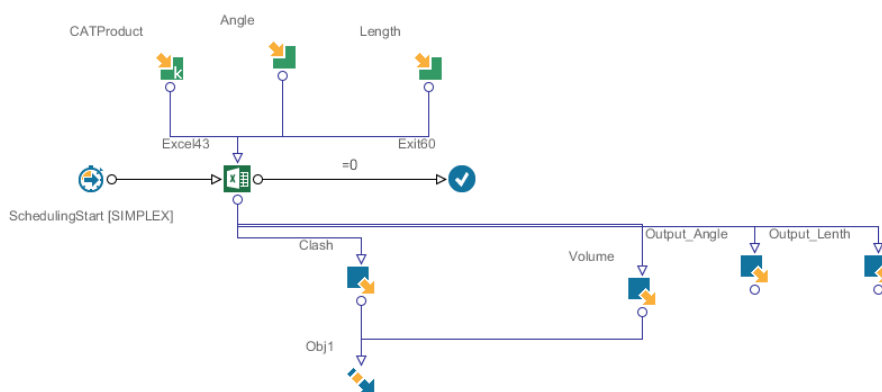 CATProduct
Angle
Length
k
Excel43
Exit60
=0
SchedulingStart [SIMPLEX]
Clash
Volume
Output_Angle
Output_Lenth
Obj1